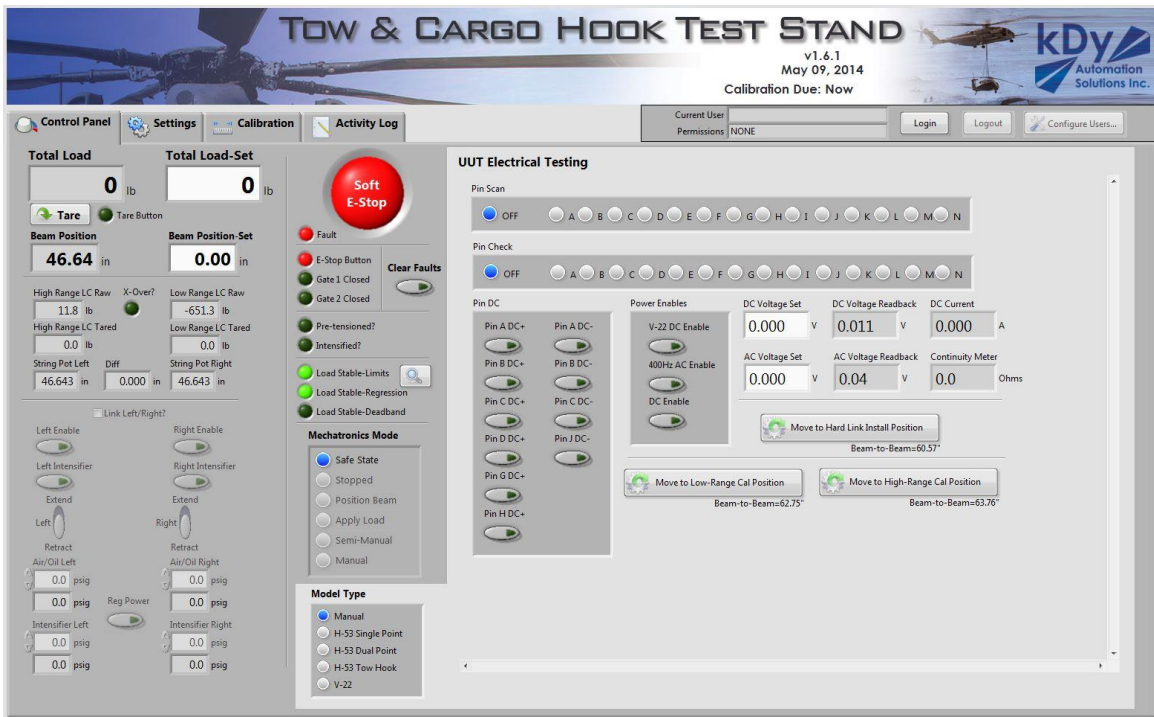 TOW & CARGO HOOK TEST STAND
v1.6.1
May 09, 2014
Calibration Due: Now
kDy
Automation
Solutions Inc.
Control Panel
Settings
Calibration
Activity Log
Current User
Permissions NONE
Login
Logout
Configure Users...
Total Load
Total Load-Set
0 lb
0 lb
Tare
Tare Button
Beam Position
Beam Position-Set
46.64 in
0.00 in
High Range LC Raw
X-Over?
Low Range LC Raw
11.8 lb
-651.3 lb
High Range LC Tared
Low Range LC Tared
0.0 lb
0.0 lb
String Pot Left
Diff
String Pot Right
46.643 in
0.000 in
46.643 in
Link Left/Right?
Left Enable
Right Enable
Left Intensifier
Right Intensifier
Extend
Extend
Left
Right
Retract
Retract
Air/Oil Left
Air/Oil Right
0.0 psig
0.0 psig
0.0 psig
Reg Power
0.0 psig
Intensifier Left
Intensifier Right
0.0 psig
0.0 psig
0.0 psig
0.0 psig
Soft
E-Stop
Fault
E-Stop Button
Gate 1 Closed
Gate 2 Closed
Clear Faults
Pre-tensioned?
Intensified?
Load Stable-Limits
Load Stable-Regression
Load Stable-Deadband
Mechatronics Mode
Safe State
Stopped
Position Beam
Apply Load
Semi-Manual
Manual
Model Type
Manual
H-53 Single Point
H-53 Dual Point
H-53 Tow Hook
V-22
UUT Electrical Testing
Pin Scan
OFF A B C D E F G H I J K L M N
Pin Check
OFF A B C D E F G H I J K L M N
Pin DC
Pin A DC+
Pin A DC-
Pin B DC+
Pin B DC-
Pin C DC+
Pin C DC-
Pin D DC+
Pin J DC-
Pin G DC+
Pin H DC+
Power Enables
V-22 DC Enable
400Hz AC Enable
DC Enable
DC Voltage Set
DC Voltage Readback
DC Current
0.000 V
0.011 V
0.000 A
AC Voltage Set
AC Voltage Readback
Continuity Meter
0.000 V
0.04 V
0.0 Ohms
Move to Hard Link Install Position
Beam-to-Beam=60.57"
Move to Low-Range Cal Position
Beam-to-Beam=62.75"
Move to High-Range Cal Position
Beam-to-Beam=63.76"